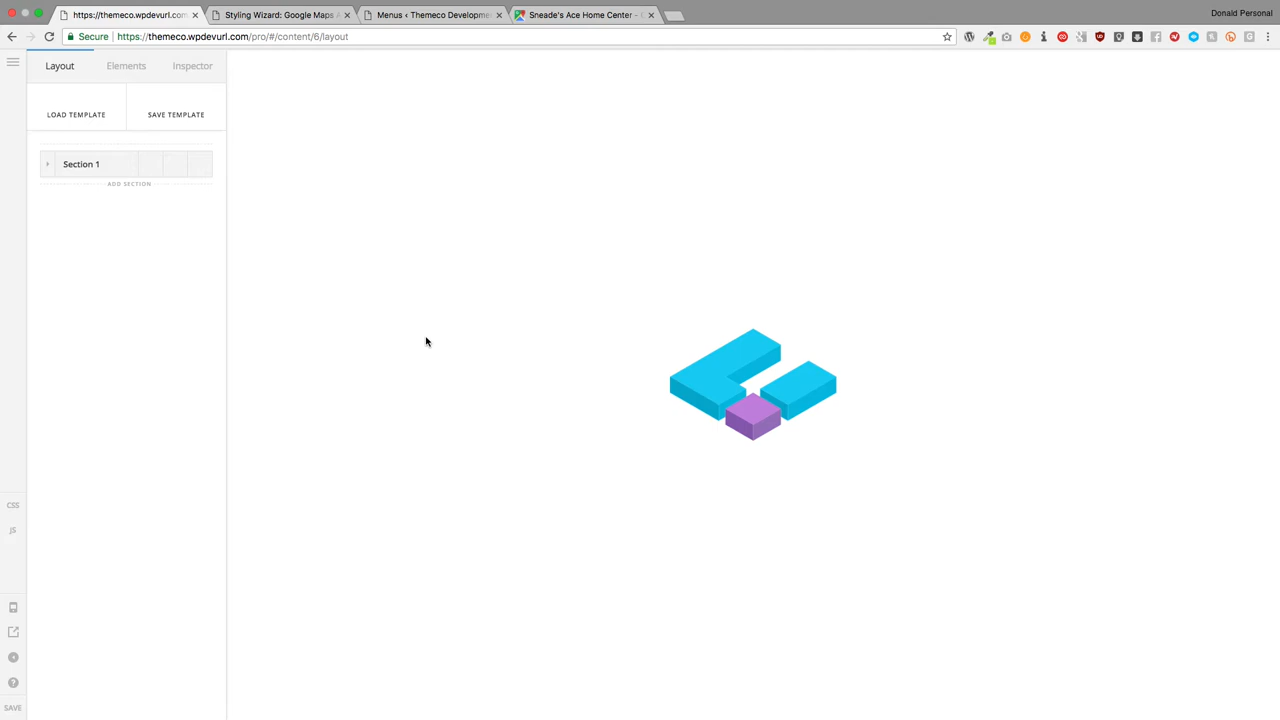 Donald Personal
https://themeco.wpdevurl.com
Styling Wizard: Google Maps A
Menus ‹ Themeco Developmen
Sneade's Ace Home Center - G
Secure
https://themeco.wpdevurl.com/pro/#/content/6/layout
Layout
Elements
Inspector
LOAD TEMPLATE
SAVE TEMPLATE
Section 1
ADD SECTION
CSS
JS
SAVE